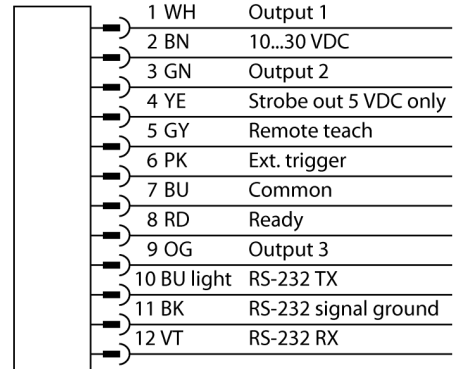 1 WH Output 1
2 BN 10...30 VDC
3 GN Output 2
4 YE Strobe out 5 VDC only
5 GY Remote teach
6 PK Ext. trigger
7 BU Common
8 RD Ready
9 OG Output 3
10 BU light RS-232 TX
11 BK RS-232 signal ground
12 VT RS-232 RX